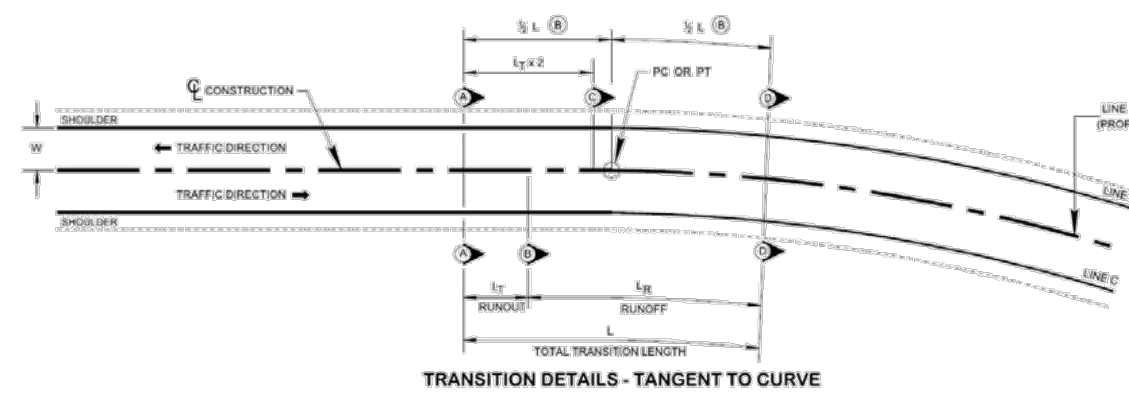 ½ L Ⓑ ½ L Ⓑ
LT x 2
PC OR PT
℄ CONSTRUCTION
A C D
LINE
(PROF
SHOULDER
W
TRAFFIC DIRECTION
TRAFFIC DIRECTION
LINE
SHOULDER
A B D
LINE C
LT LR
RUNOUT RUNOFF
L
TOTAL TRANSITION LENGTH
TRANSITION DETAILS - TANGENT TO CURVE